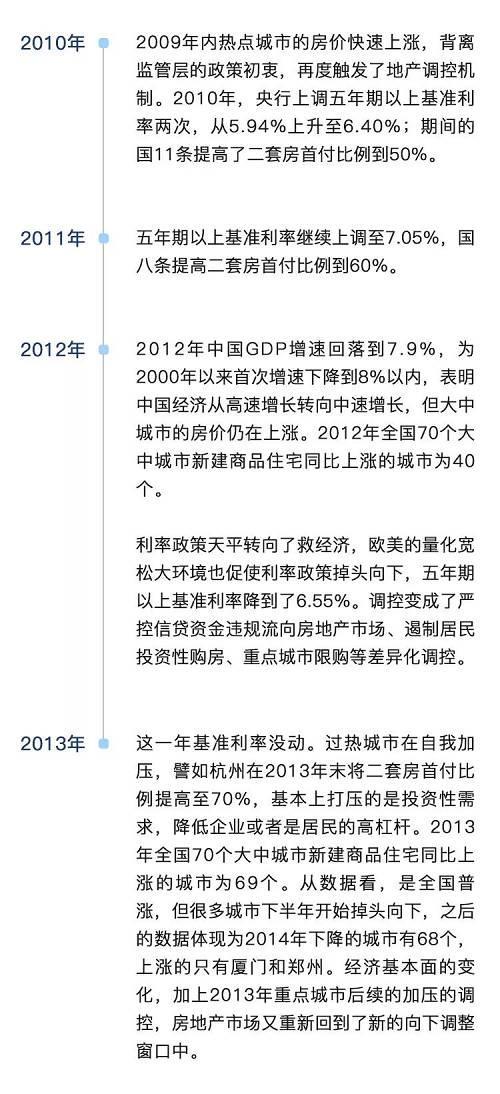 2010年
2009年内热点城市的房价快速上涨，背离
监管层的政策初衷，再度触发了地产调控机
制。2010年，央行上调五年期以上基准利
率两次，从5.94%上升至6.40%；期间的
国11条提高了二套房首付比例到50%。
2011年
五年期以上基准利率继续上调至7.05%，国
八条提高二套房首付比例到60%。
2012年
2012年中国GDP增速回落到7.9%，为
2000年以来首次增速下降到8%以内，表明
中国经济从高速增长转向中速增长，但大中
城市的房价仍在上涨。2012年全国70个大
中城市新建商品住宅同比上涨的城市为40
个。
利率政策天平转向了救经济，欧美的量化宽
松大环境也促使利率政策掉头向下，五年期
以上基准利率降到了6.55%。调控变成了严
控信贷资金违规流向房地产市场、遏制居民
投资性购房、重点城市限购等差异化调控。
2013年
这一年基准利率没动。过热城市在自我加
压，譬如杭州在2013年末将二套房首付比
例提高至70%，基本上打压的是投资性需
求，降低企业或者是居民的高杠杆。2013
年全国70个大中城市新建商品住宅同比上
涨的城市为69个。从数据看，是全国普
涨，但很多城市下半年开始掉头向下，之后
的数据体现为2014年下降的城市有68个，
上涨的只有厦门和郑州。经济基本面的变
化，加上2013年重点城市后续的加压的调
控，房地产市场又重新回到了新的向下调整
窗口中。